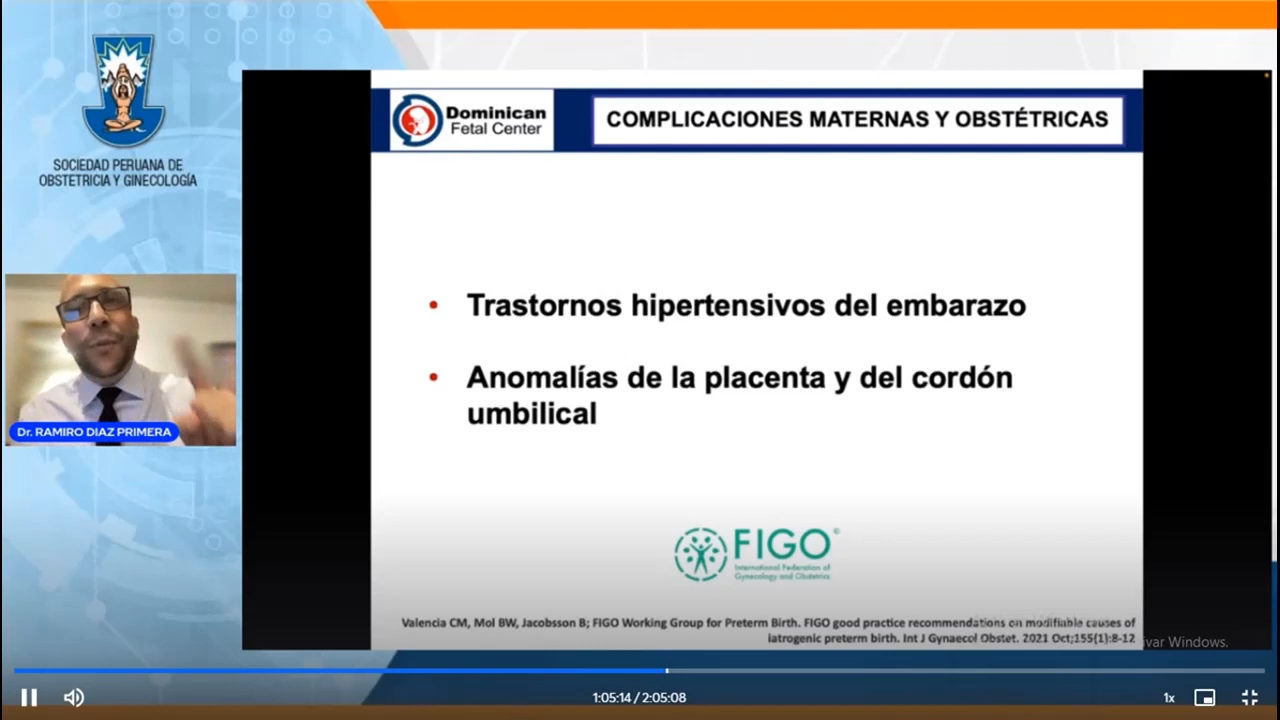 Dominican
Fetal Center
COMPLICACIONES MATERNAS Y OBSTÉTRICAS
SOCIEDAD PERUANA DE
OBSTETRICIA Y GINECOLOGÍA
• Trastornos hipertensivos del embarazo
• Anomalías de la placenta y del cordón
umbilical
Dr. RAMIRO DIAZ PRIMERA
FIGO
International Federation of
Gynecology and Obstetrics
Valencia CM, Mol BW, Jacobsson B; FIGO Working Group for Preterm Birth. FIGO good practice recommendations on modifiable causes of
iatrogenic preterm birth. Int J Gynaecol Obstet. 2021 Oct;155(1):8-12
ivar Windows.
1:05:14 / 2:05:08
1x